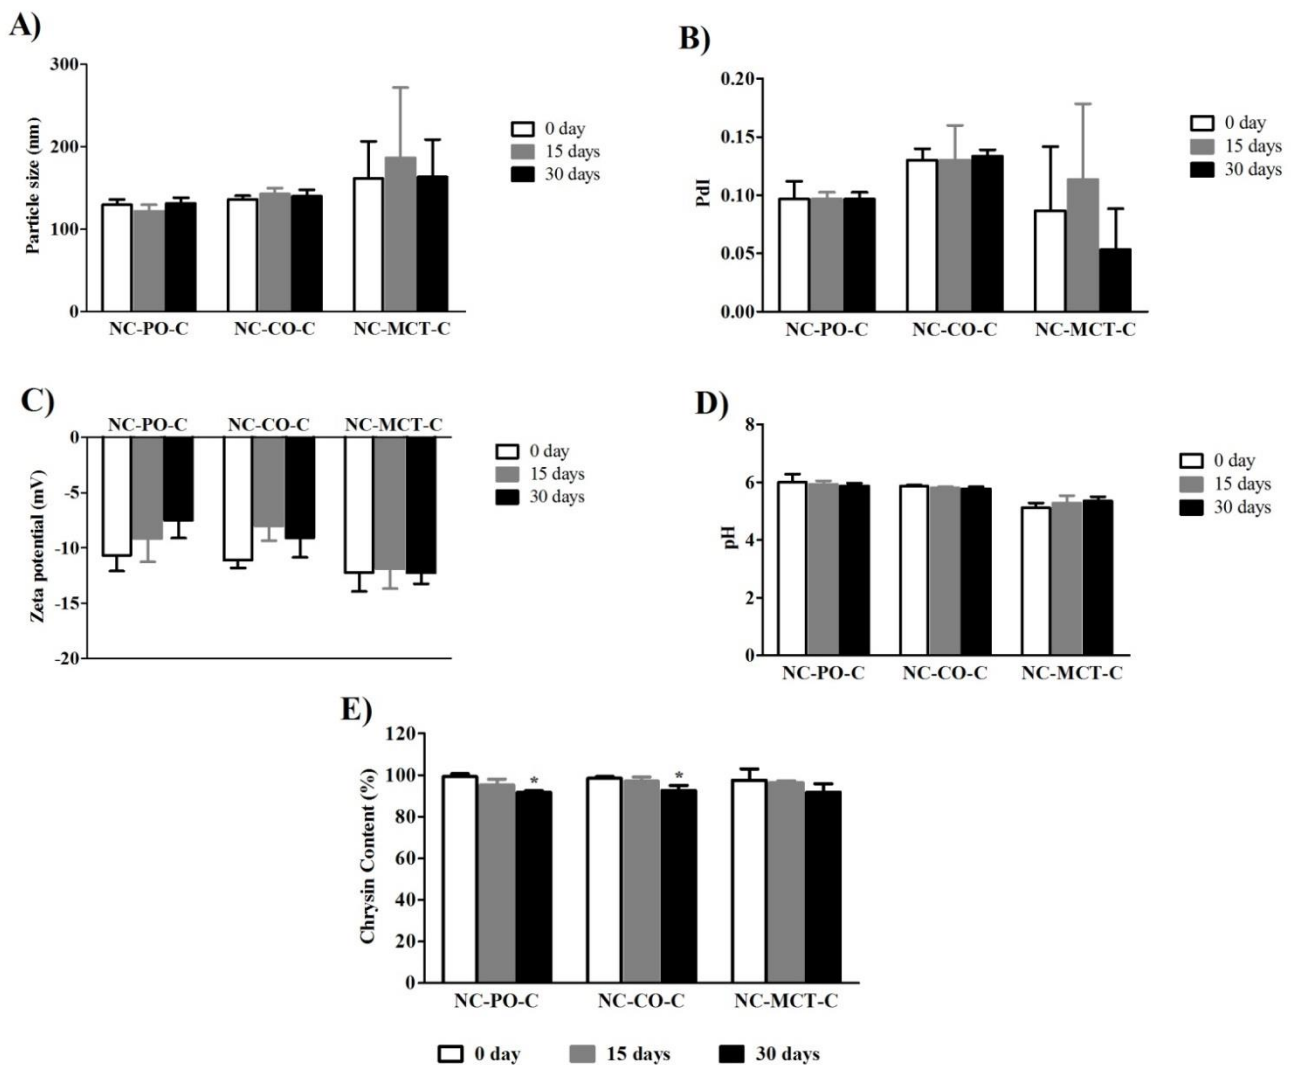 A)
300
200
100
0
Particle size (nm)
NC-PO-C NC-CO-C NC-MCT-C
0 day
15 days
30 days
B)
0.20
0.15
0.10
0.05
0.00
PdI
NC-PO-C NC-CO-C NC-MCT-C
0 day
15 days
30 days
C)
NC-PO-C NC-CO-C NC-MCT-C
0
-5
-10
-15
-20
Zeta potential (mV)
0 day
15 days
30 days
D)
8
6
4
2
0
pH
NC-PO-C NC-CO-C NC-MCT-C
0 day
15 days
30 days
E)
120
100
80
60
40
20
0
Chrysin Content (%)
* *
NC-PO-C NC-CO-C NC-MCT-C
0 day 15 days 30 days